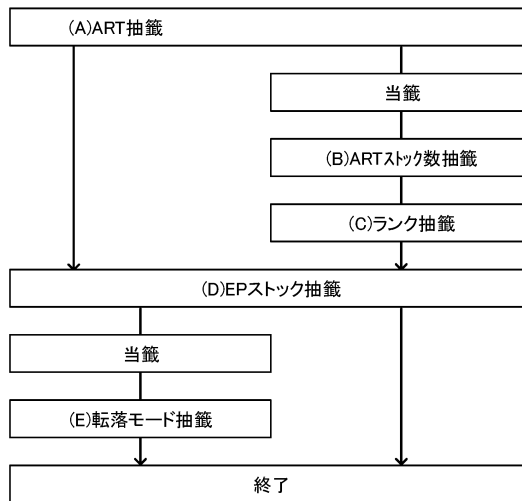 (A)ART抽籤
当籤
(B)ARTストック数抽籤
(C)ランク抽籤
(D)EPストック抽籤
当籤
(E)転落モード抽籤
終了